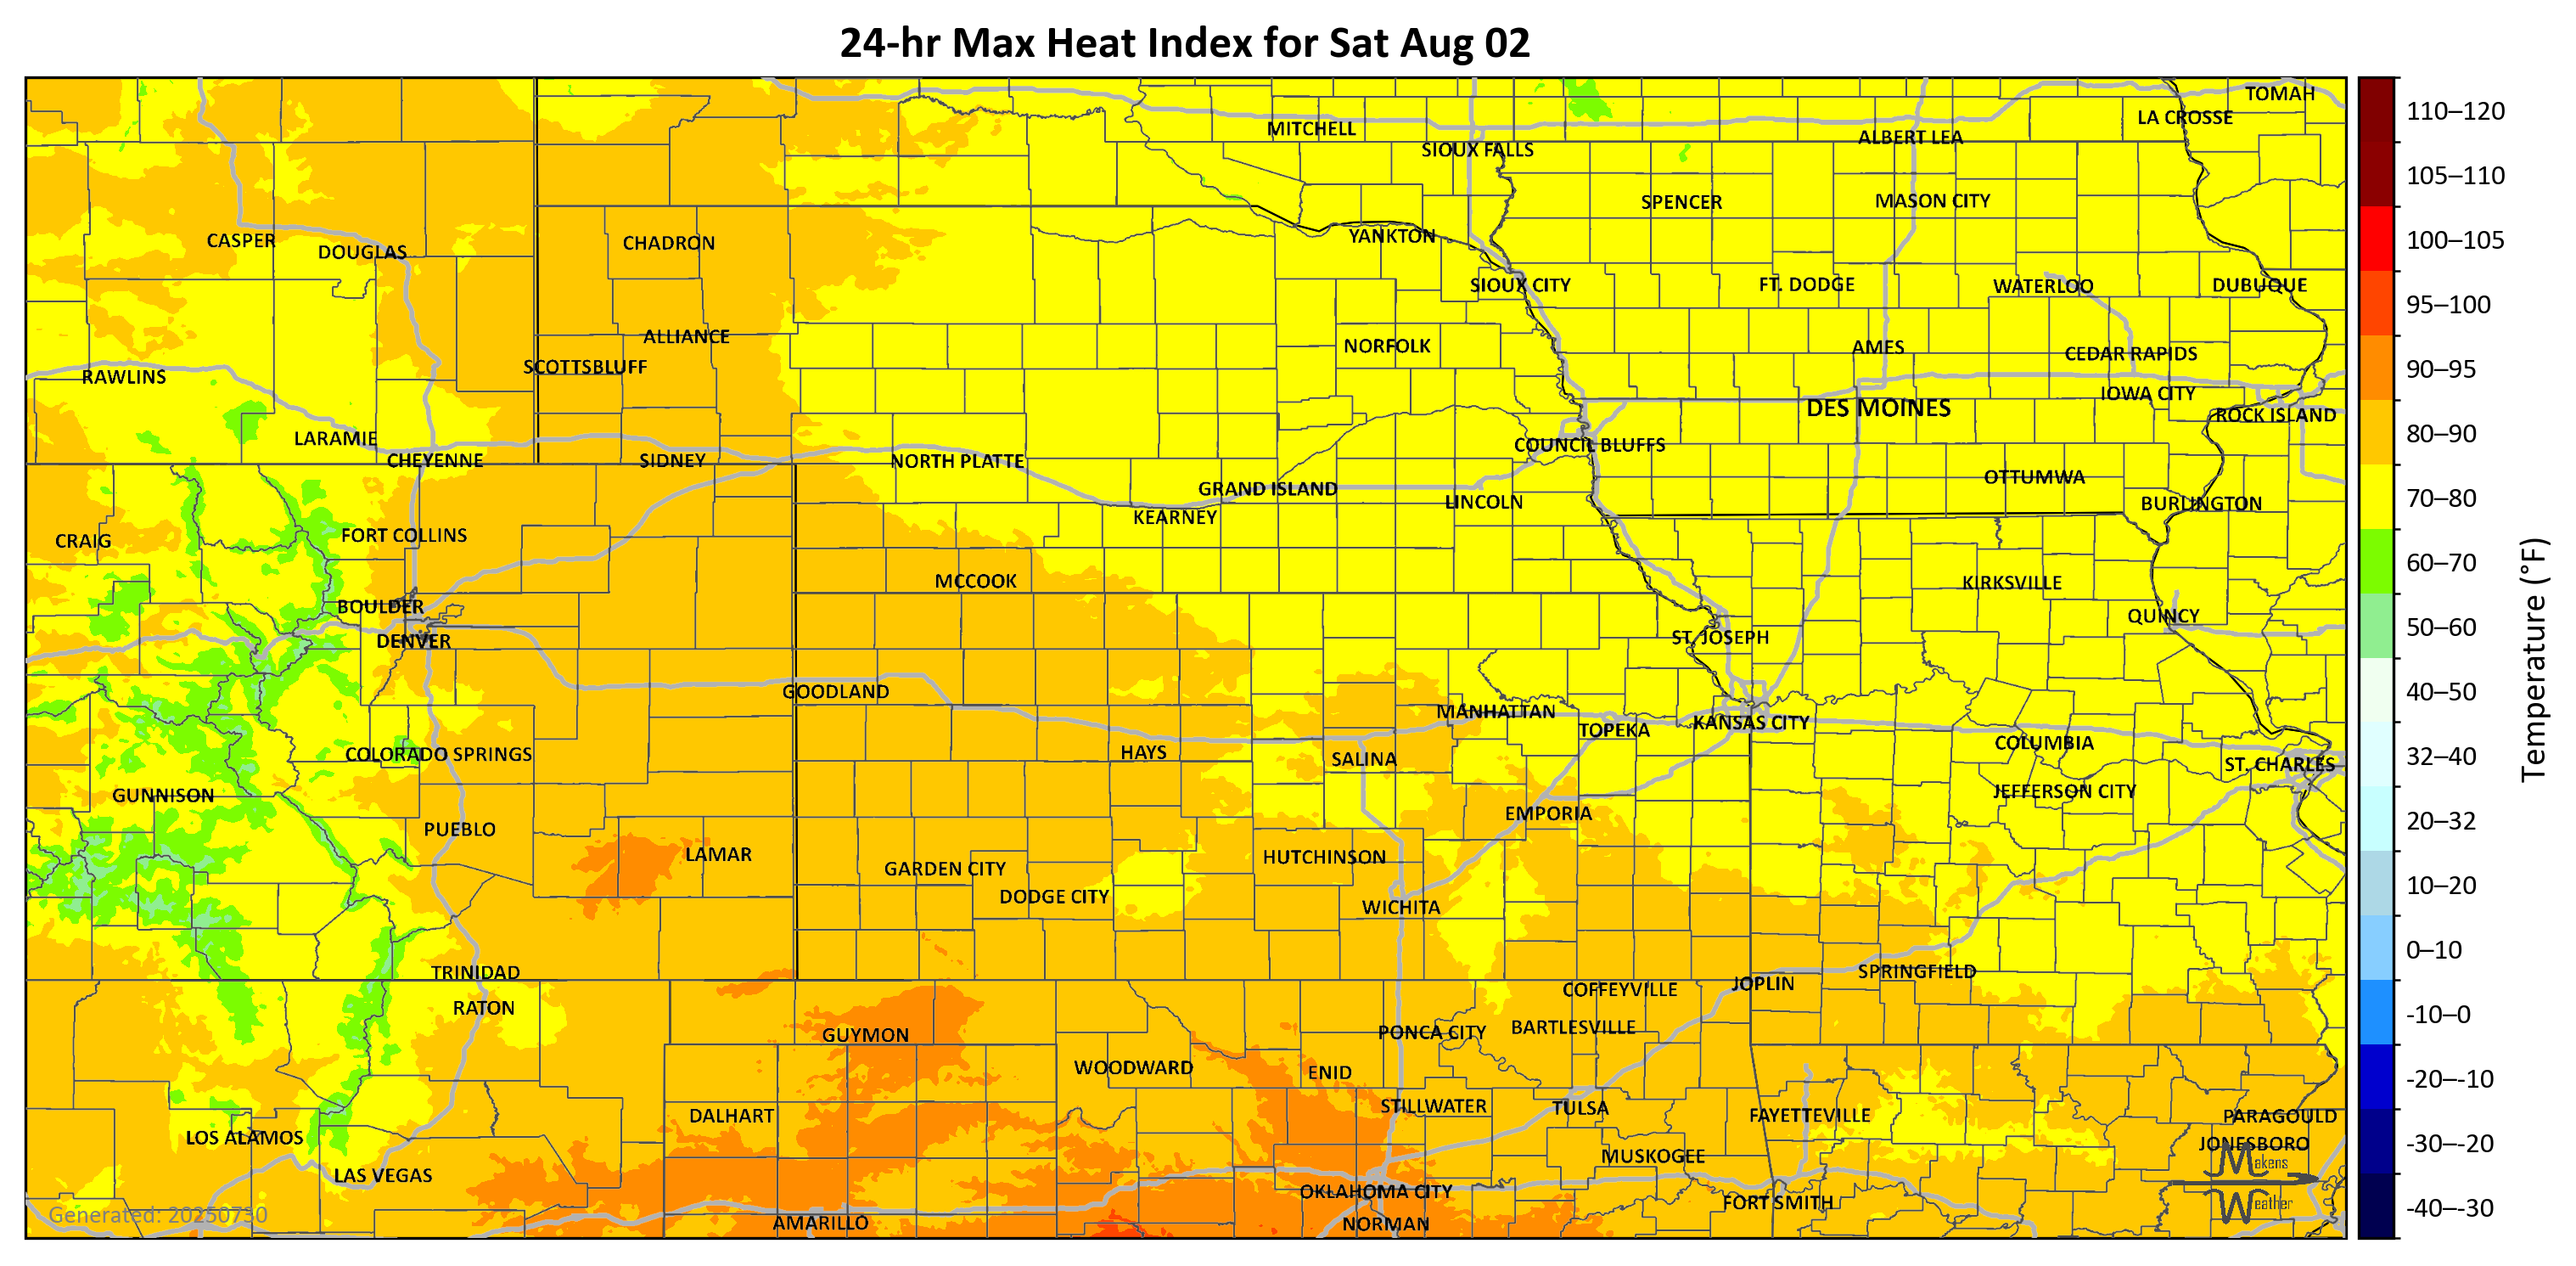 24-hr Max Heat Index for Sat Aug 02
TOMAH
LA CROSSE
MITCHELL
ALBERT LEA
SIOUX FALLS
SPENCER
MASON CITY
CASPER
DOUGLAS
CHADRON
YANKTON
SIOUX CITY
FT. DODGE
WATERLOO
DUBUQUE
ALLIANCE
NORFOLK
AMES
CEDAR RAPIDS
SCOTTSBLUFF
RAWLINS
IOWA CITY
DES MOINES
ROCK ISLAND
LARAMIE
COUNCIL BLUFFS
CHEYENNE
SIDNEY
NORTH PLATTE
OTTUMWA
GRAND ISLAND
LINCOLN
BURLINGTON
KEARNEY
CRAIG
FORT COLLINS
MCCOOK
KIRKSVILLE
BOULDER
QUINCY
DENVER
ST. JOSEPH
GOODLAND
MANHATTAN
TOPEKA
KANSAS CITY
COLUMBIA
COLORADO SPRINGS
HAYS
SALINA
ST. CHARLES
GUNNISON
JEFFERSON CITY
EMPORIA
PUEBLO
LAMAR
HUTCHINSON
GARDEN CITY
DODGE CITY
WICHITA
TRINIDAD
SPRINGFIELD
JOPLIN
COFFEYVILLE
RATON
GUYMON
PONCA CITY
BARTLESVILLE
WOODWARD
ENID
DALHART
STILLWATER
TULSA
FAYETTEVILLE
PARAGOULD
LOS ALAMOS
JONESBORO
LAS VEGAS
MUSKOGEE
OKLAHOMA CITY
FORT SMITH
AMARILLO
NORMAN
Generated: 20250730
Makens
Weather
110–120
105–110
100–105
95–100
90–95
80–90
70–80
60–70
50–60
40–50
32–40
20–32
10–20
0–10
-10–0
-20–-10
-30–-20
-40–-30
Temperature (°F)